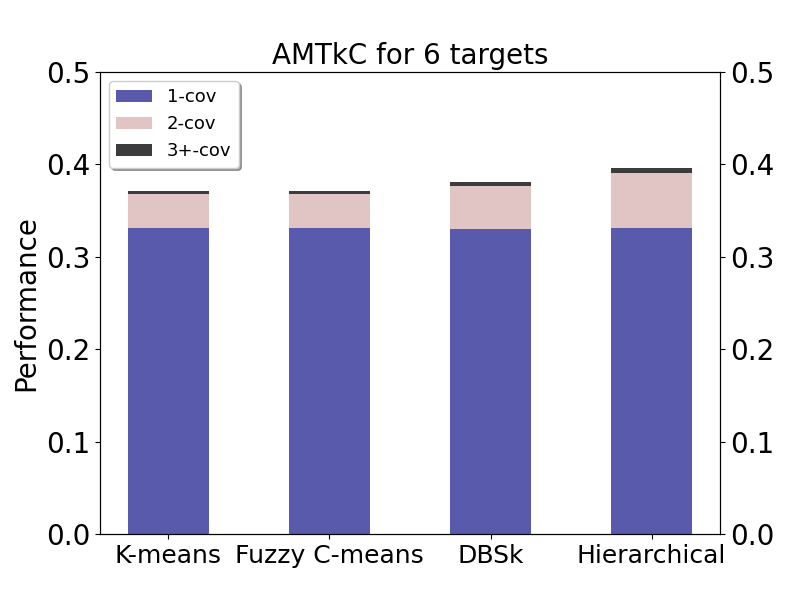 AMTkC for 6 targets
0.5
0.4
0.3
0.2
0.1
0.0
Performance
1-cov
2-cov
3+-cov
0.5
0.4
0.3
0.2
0.1
0.0
K-means Fuzzy C-means DBSk Hierarchical